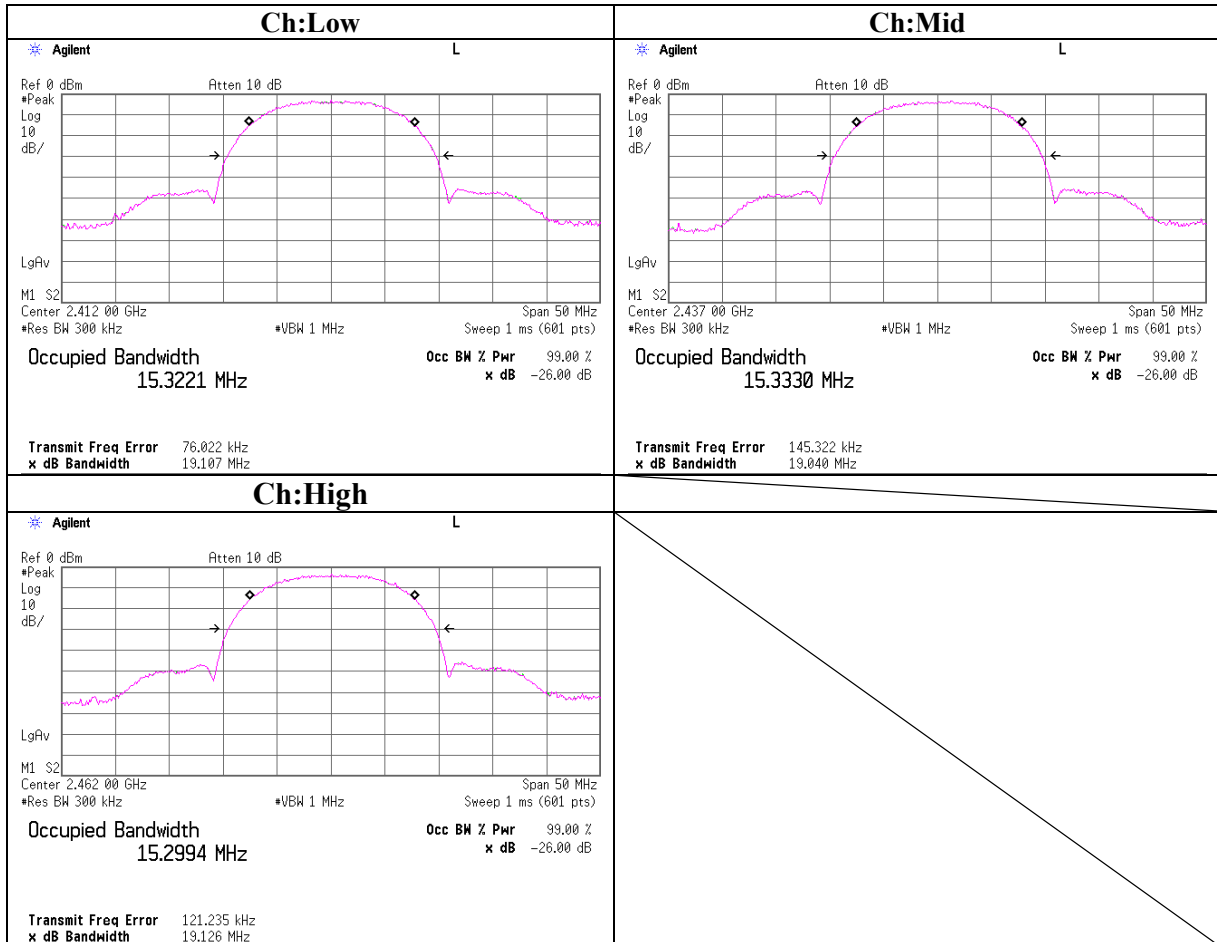 Ch:Low
Agilent L
Ref 0 dBm Atten 10 dB
#Peak
Log
10
dB/
LgAv
M1 S2
Center 2.412 00 GHz Span 50 MHz
#Res BW 300 kHz #VBW 1 MHz Sweep 1 ms (601 pts)
Occupied Bandwidth Occ BW % Pwr 99.00 %
15.3221 MHz x dB -26.00 dB
Transmit Freq Error 76.022 kHz
x dB Bandwidth 19.107 MHz
Ch:Mid
Agilent L
Ref 0 dBm Atten 10 dB
#Peak
Log
10
dB/
LgAv
M1 S2
Center 2.437 00 GHz Span 50 MHz
#Res BW 300 kHz #VBW 1 MHz Sweep 1 ms (601 pts)
Occupied Bandwidth Occ BW % Pwr 99.00 %
15.3330 MHz x dB -26.00 dB
Transmit Freq Error 145.322 kHz
x dB Bandwidth 19.040 MHz
Ch:High
Agilent L
Ref 0 dBm Atten 10 dB
#Peak
Log
10
dB/
LgAv
M1 S2
Center 2.462 00 GHz Span 50 MHz
#Res BW 300 kHz #VBW 1 MHz Sweep 1 ms (601 pts)
Occupied Bandwidth Occ BW % Pwr 99.00 %
15.2994 MHz x dB -26.00 dB
Transmit Freq Error 121.235 kHz
x dB Bandwidth 19.126 MHz